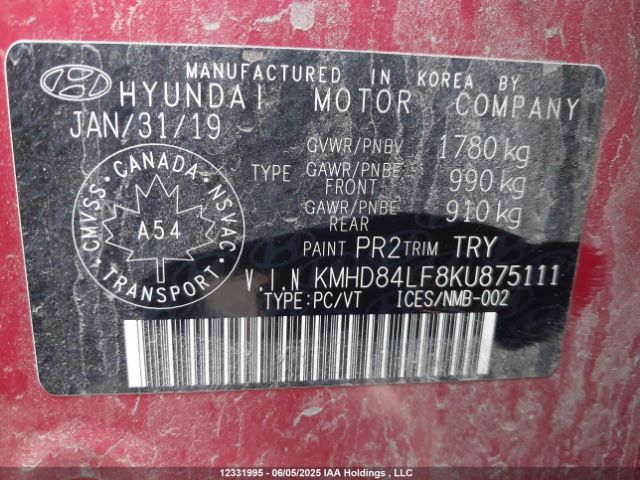 MANUFACTURED IN KOREA BY
HYUNDAI MOTOR COMPANY
JAN/31/19
GVWR/PNBV 1780 kg
TYPE GAWR/PNBE FRONT 990 kg
GAWR/PNBE REAR 910 kg
CMVSS · CANADA · NSVAC
A54
TRANSPORT
PAINT PR2 TRIM TRY
V.I.N KMHD84LF8KU875111
TYPE:PC/VT ICES/NMB-002
12331995 - 06/05/2025 IAA Holdings , LLC